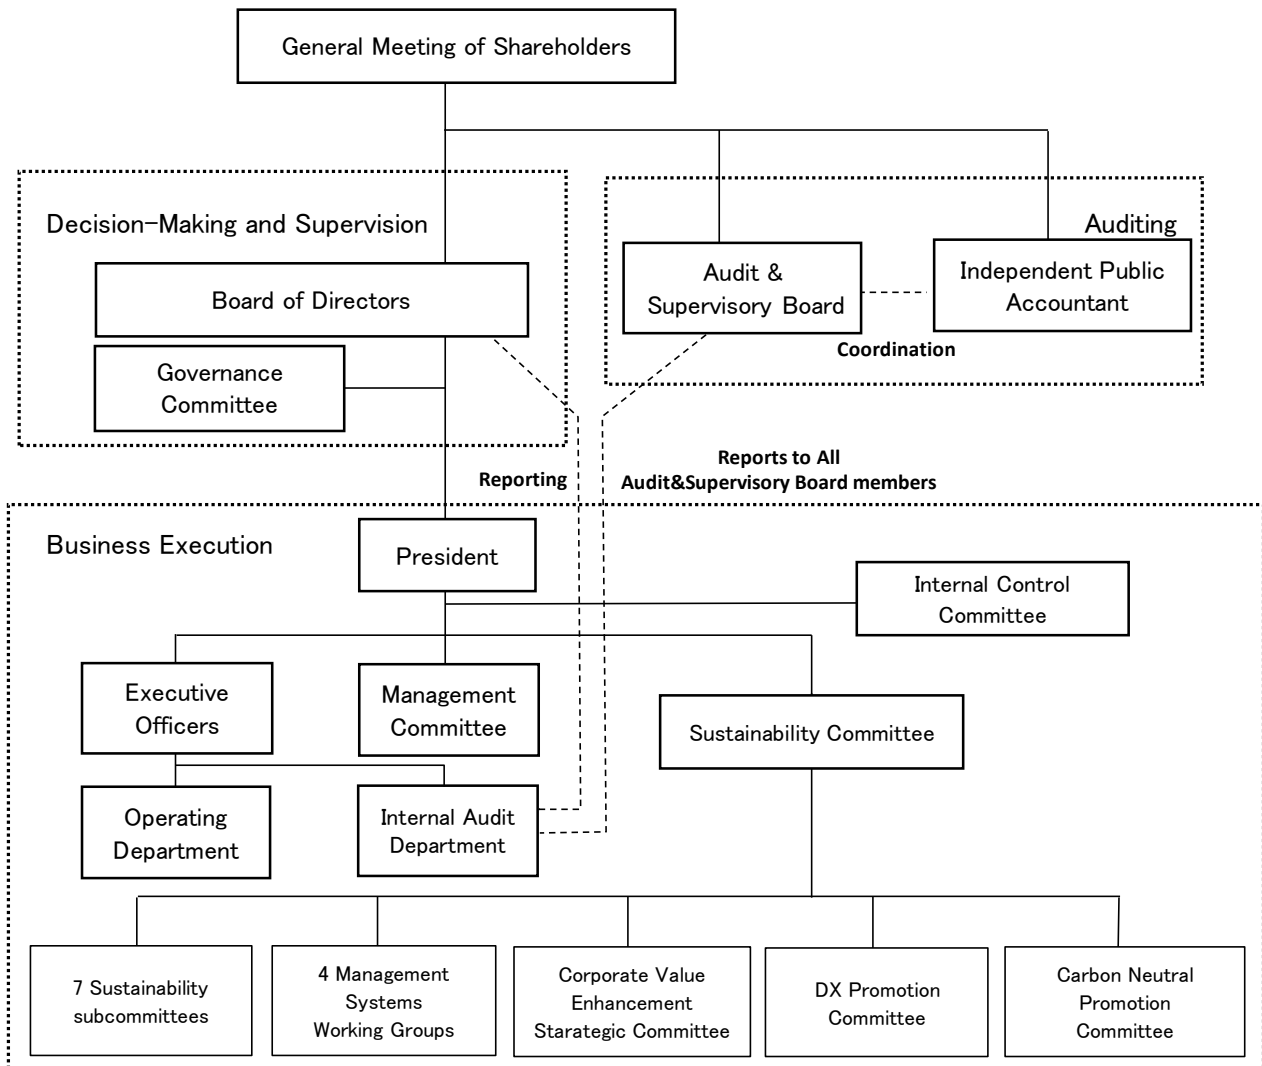 General Meeting of Shareholders
Decision-Making and Supervision
Board of Directors
Governance
Committee
Auditing
Audit &
Supervisory Board
Independent Public
Accountant
Coordination
Reporting
Reports to All
Audit&Supervisory Board members
Business Execution
President
Internal Control
Committee
Executive
Officers
Management
Committee
Sustainability Committee
Operating
Department
Internal Audit
Department
7 Sustainability
subcommittees
4 Management
Systems
Working Groups
Corporate Value
Enhancement
Starategic Committee
DX Promotion
Committee
Carbon Neutral
Promotion
Committee